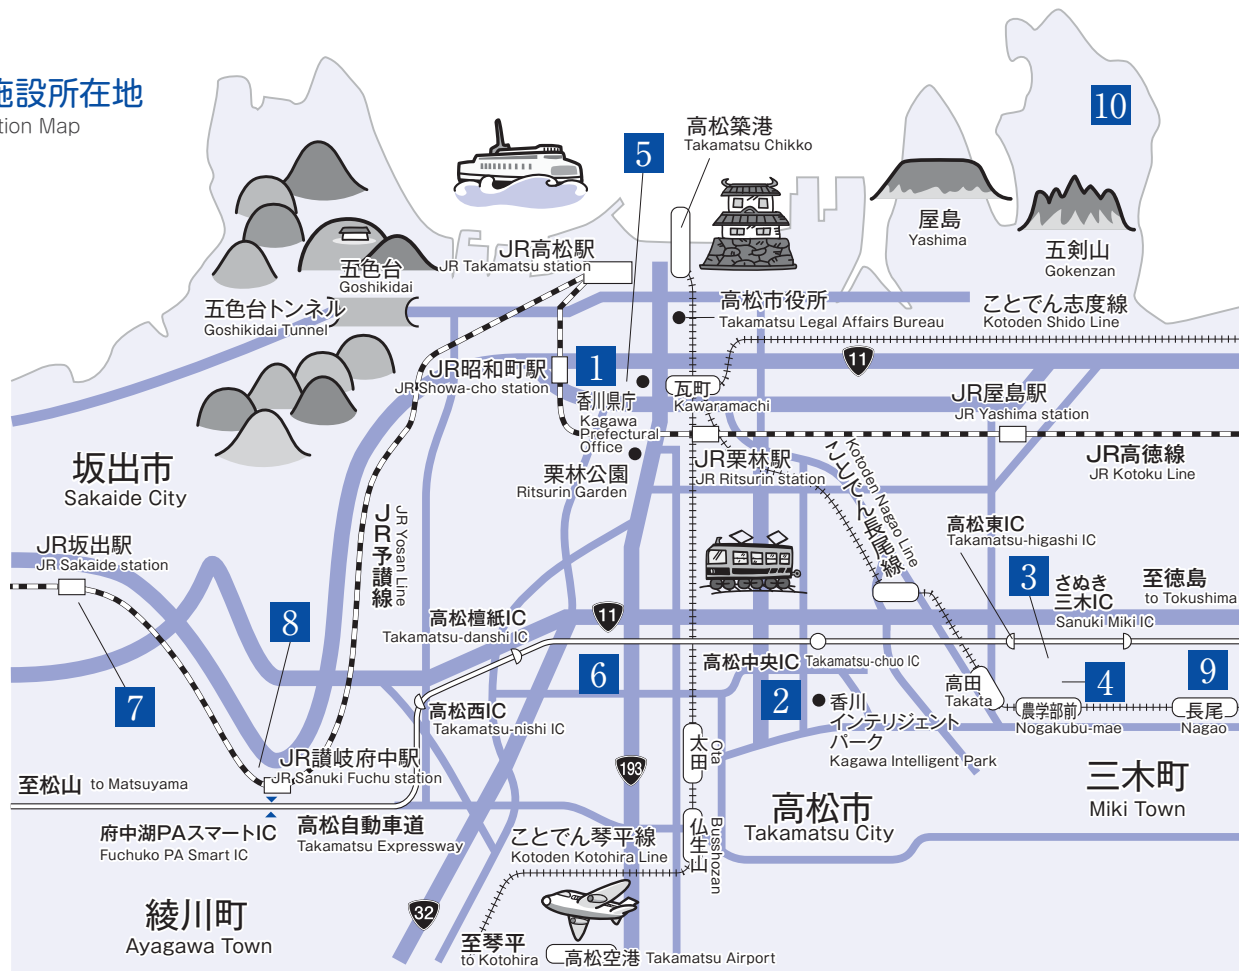 施設所在地
tion Map
10
高松築港
Takamatsu Chikko
5
屋島
Yashima
五剣山
Gokenzan
JR高松駅
JR Takamatsu station
五色台
Goshikidai
五色台トンネル
Goshikidai Tunnel
高松市役所
Takamatsu Legal Affairs Bureau
ことでん志度線
Kotoden Shido Line
11
JR昭和町駅
JR Showa-cho station
1
香川県庁
Kagawa
Prefectural
Office
瓦町
Kawaramachi
JR屋島駅
JR Yashima station
坂出市
Sakaide City
栗林公園
Ritsurin Garden
JR栗林駅
JR Ritsurin station
JR高徳線
JR Kotoku Line
Kotoden Nagao Line
ことでん長尾線
JR Yosan Line
JR予讃線
高松東IC
Takamatsu-higashi IC
JR坂出駅
JR Sakaide station
3
さぬき
三木IC
Sanuki Miki IC
至徳島
to Tokushima
8
高松檀紙IC
Takamatsu-danshi IC
11
6
高松中央IC Takamatsu-chuo IC
7
高松西IC
Takamatsu-nishi IC
2
香川
インテリジェント
パーク
Kagawa Intelligent Park
高田
Takata
4
農学部前
Nogakubu-mae
9
長尾
Nagao
JR讃岐府中駅
JR Sanuki Fuchu station
193
太田
Ota
三木町
Miki Town
至松山 to Matsuyama
府中湖PAスマートIC
Fuchuko PA Smart IC
高松自動車道
Takamatsu Expressway
ことでん琴平線
Kotoden Kotohira Line
仏生山
Busshozan
高松市
Takamatsu City
綾川町
Ayagawa Town
32
至琴平
to Kotohira
高松空港 Takamatsu Airport